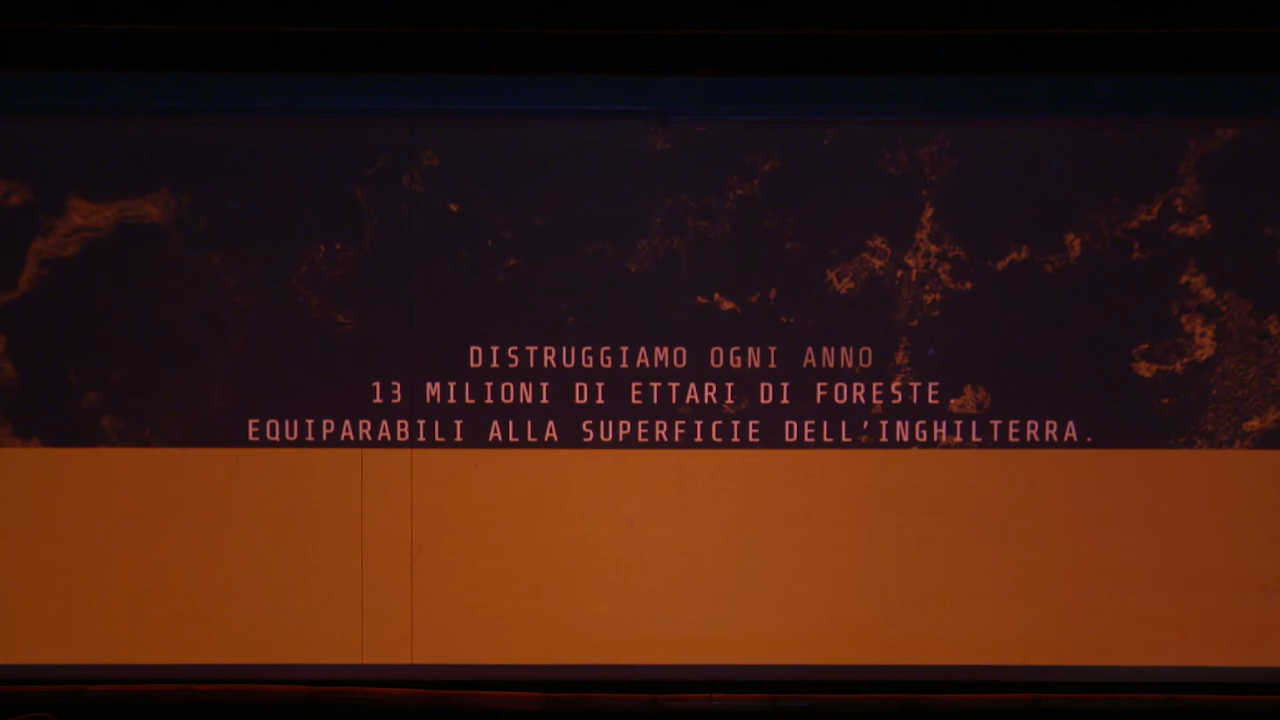 DISTRUGGIAMO OGNI ANNO
13 MILIONI DI ETTARI DI FORESTE.
EQUIPARABILI ALLA SUPERFICIE DELL'INGHILTERRA.